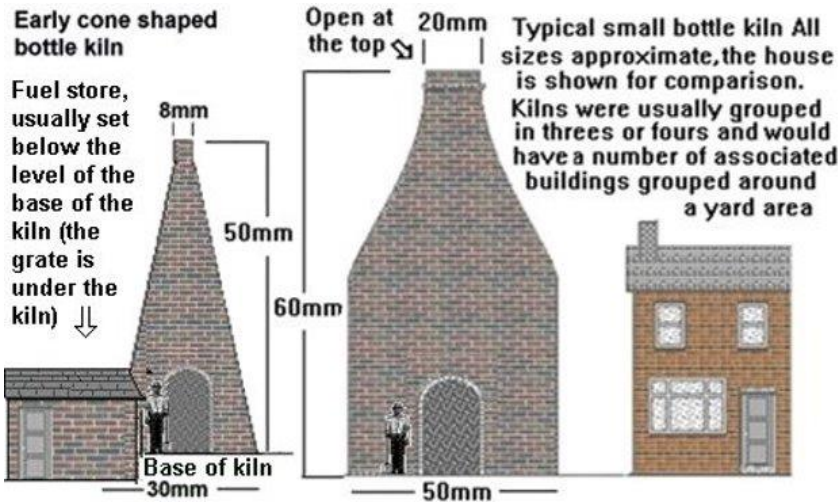 Early cone shaped
bottle kiln
Fuel store,
usually set
below the
level of the
base of the
kiln (the
grate is
under the
kiln)
8mm
50mm
Base of kiln
30mm
Open at
the top
20mm
60mm
50mm
Typical small bottle kiln All
sizes approximate, the house
is shown for comparison.
Kilns were usually grouped
in threes or fours and would
have a number of associated
buildings grouped around
a yard area